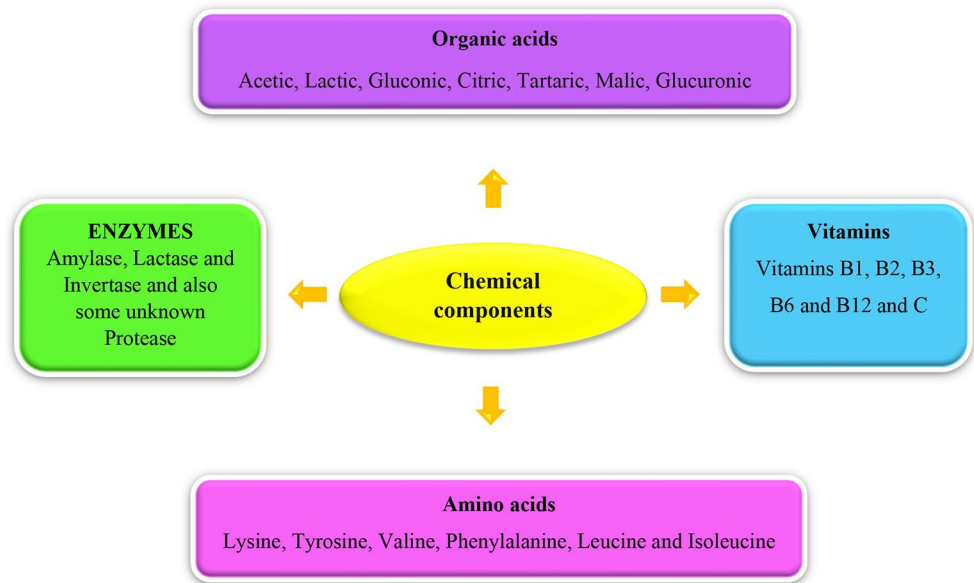 Organic acids
Acetic, Lactic, Gluconic, Citric, Tartaric, Malic, Glucuronic
ENZYMES
Amylase, Lactase and
Invertase and also
some unknown
Protease
Chemical
components
Vitamins
Vitamins B1, B2, B3,
B6 and B12 and C
Amino acids
Lysine, Tyrosine, Valine, Phenylalanine, Leucine and Isoleucine